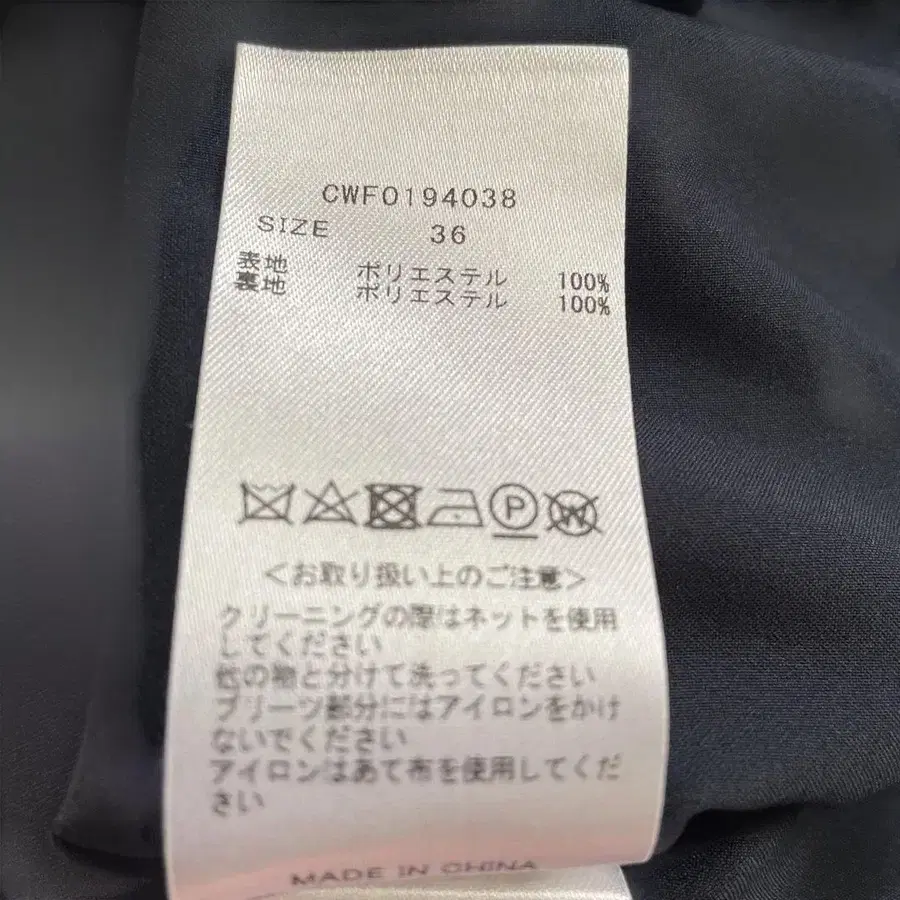 CWF0194038
SIZE 36
表地 ポリエステル 100%
裏地 ポリエステル 100%
P W
<お取り扱い上のご注意>
クリーニングの際はネットを使用
してください
他の物と分けて洗ってください
プリーツ部分にはアイロンをかけ
ないでください
アイロンはあて布を使用してくだ
さい
MADE IN CHINA